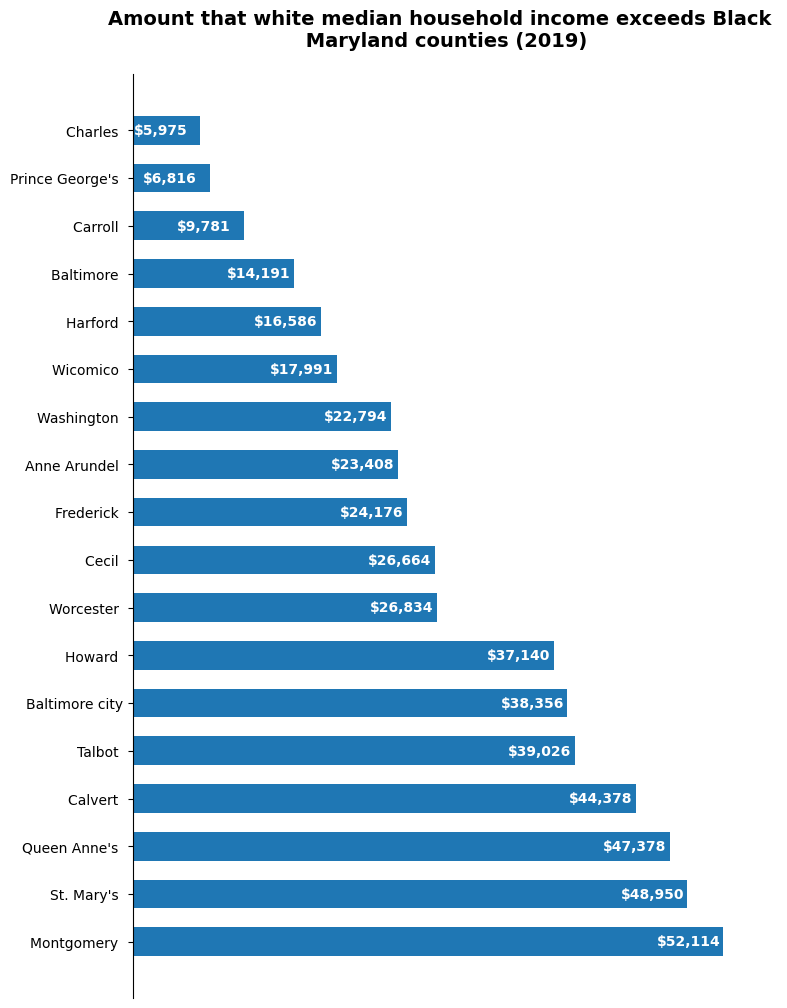 Amount that white median household income exceeds Black
Maryland counties (2019)
Charles $5,975
Prince George's $6,816
Carroll $9,781
Baltimore $14,191
Harford $16,586
Wicomico $17,991
Washington $22,794
Anne Arundel $23,408
Frederick $24,176
Cecil $26,664
Worcester $26,834
Howard $37,140
Baltimore city $38,356
Talbot $39,026
Calvert $44,378
Queen Anne's $47,378
St. Mary's $48,950
Montgomery $52,114